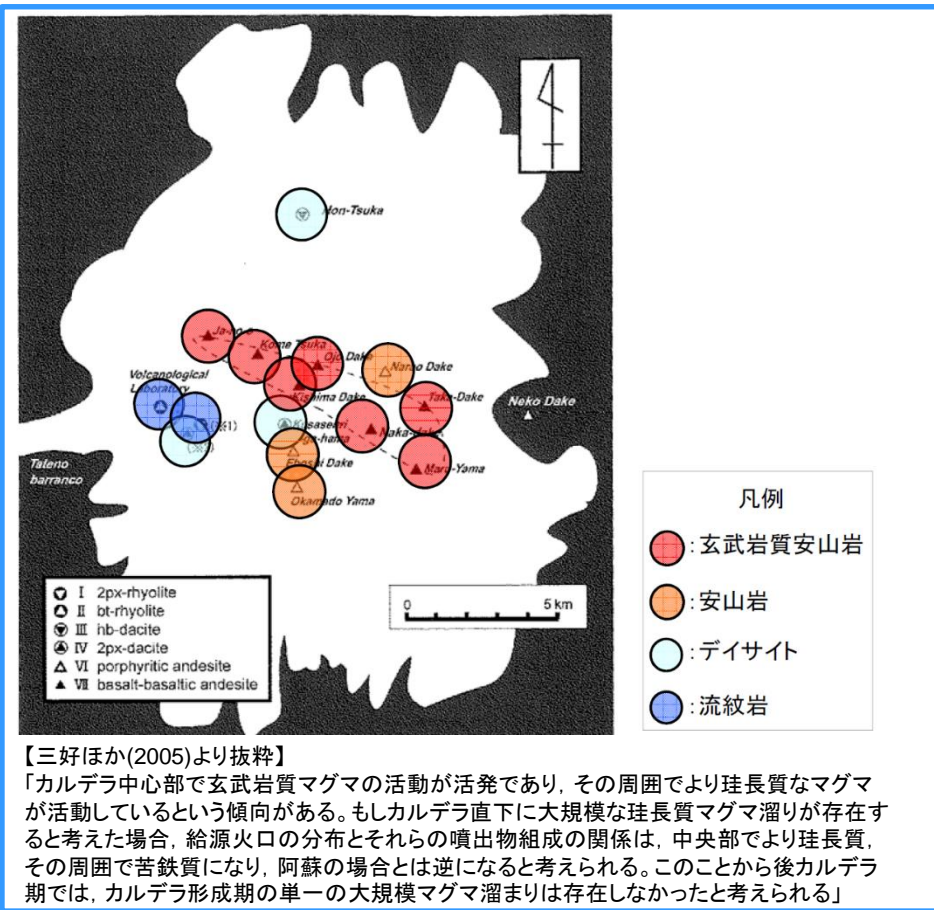 Hon-Tsuka
Kome Tsuka
Ojo Dake
Narao Dake
Volcanological
Laboratory
Kishima Dake
Taka-Dake
Neko Dake
(※1)
Naka-dake
Eboshi Dake
Maru-Yama
Tateno
barranco
Okamado Yama
I 2px-rhyolite
II bt-rhyolite
III hb-dacite
IV 2px-dacite
VI porphyritic andesite
VII basalt-basaltic andesite
0 5 km
凡例
:玄武岩質安山岩
:安山岩
:デイサイト
:流紋岩
【三好ほか(2005)より抜粋】
「カルデラ中心部で玄武岩質マグマの活動が活発であり,その周囲でより珪長質なマグマ
が活動しているという傾向がある。もしカルデラ直下に大規模な珪長質マグマ溜りが存在す
ると考えた場合,給源火口の分布とそれらの噴出物組成の関係は,中央部でより珪長質,
その周囲で苦鉄質になり,阿蘇の場合とは逆になると考えられる。このことから後カルデラ
期では,カルデラ形成期の単一の大規模マグマ溜まりは存在しなかったと考えられる」